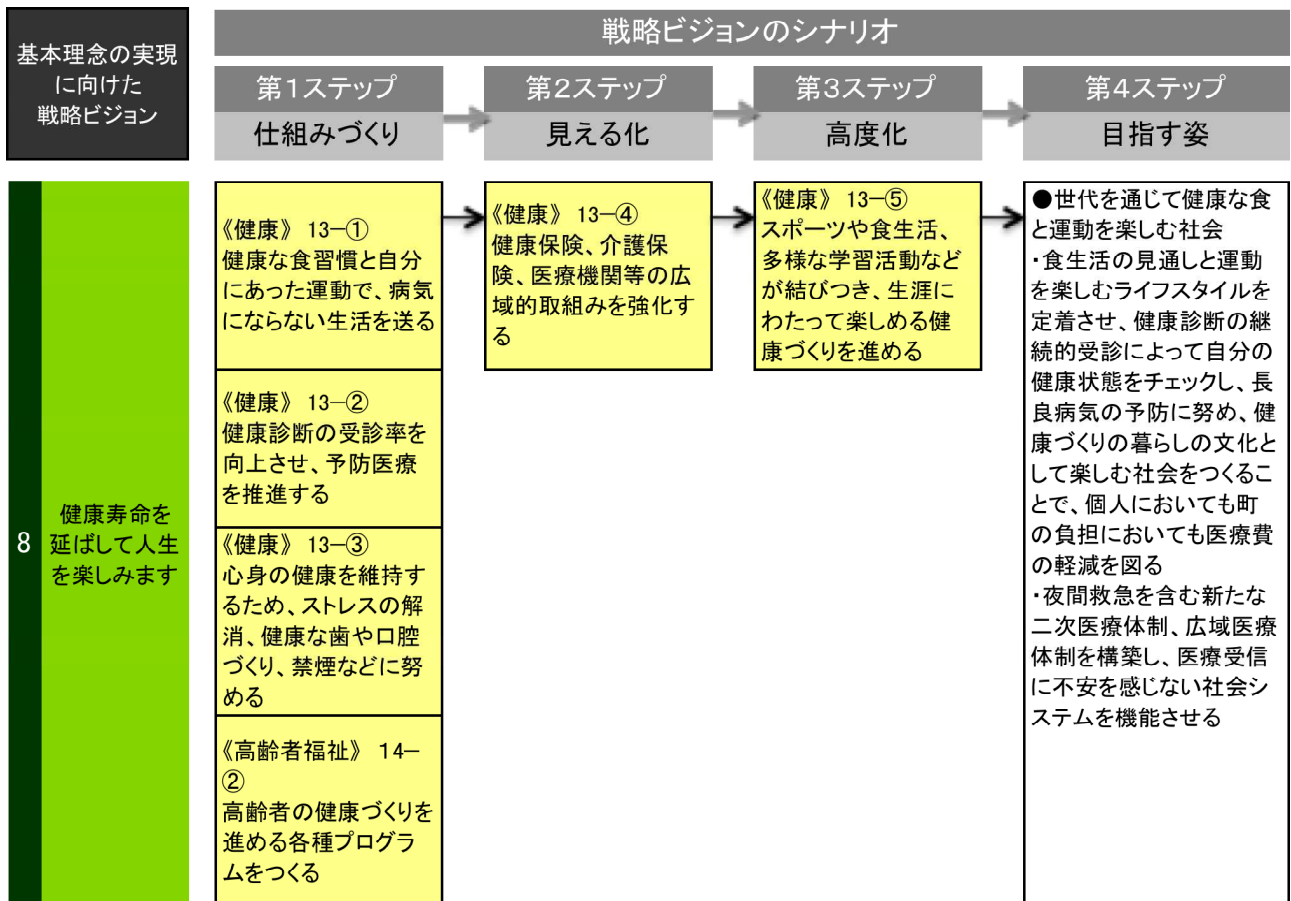 基本理念の実現
に向けた
戦略ビジョン
戦略ビジョンのシナリオ
第1ステップ
仕組みづくり
第2ステップ
見える化
第3ステップ
高度化
第4ステップ
目指す姿
8
健康寿命を
延ばして人生
を楽しみます
《健康》 13―①
健康な食習慣と自分
にあった運動で、病気
にならない生活を送る
《健康》 13―②
健康診断の受診率を
向上させ、予防医療
を推進する
《健康》 13―③
心身の健康を維持す
るため、ストレスの解
消、健康な歯や口腔
づくり、禁煙などに努
める
《高齢者福祉》 14―
②
高齢者の健康づくりを
進める各種プログラ
ムをつくる
《健康》 13―④
健康保険、介護保
険、医療機関等の広
域的取組みを強化す
る
《健康》 13―⑤
スポーツや食生活、
多様な学習活動など
が結びつき、生涯に
わたって楽しめる健
康づくりを進める
●世代を通じて健康な食
と運動を楽しむ社会
・食生活の見通しと運動
を楽しむライフスタイルを
定着させ、健康診断の継
続的受診によって自分の
健康状態をチェックし、長
良病気の予防に努め、健
康づくりの暮らしの文化と
して楽しむ社会をつくるこ
とで、個人においても町
の負担においても医療費
の軽減を図る
・夜間救急を含む新たな
二次医療体制、広域医療
体制を構築し、医療受信
に不安を感じない社会シ
ステムを機能させる